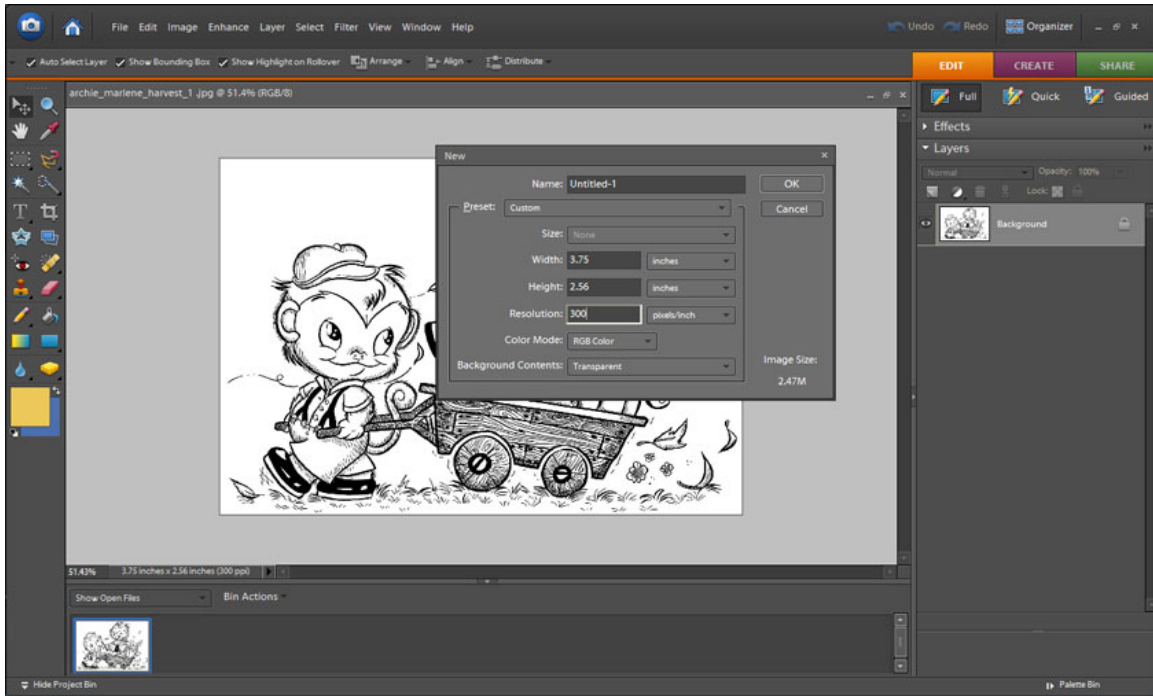 File Edit Image Enhance Layer Select Filter View Window Help
Undo Redo Organizer
Auto Select Layer Show Bounding Box Show Highlight on Rollover Arrange Align Distribute
EDIT CREATE SHARE
archie_marlene_harvest_1 .jpg @ 51.4% (RGB/8)
Full Quick Guided
Effects
Layers
Normal Opacity: 100%
Lock:
Background
New
Name: Untitled-1
OK
Preset: Custom
Cancel
Size: None
Width: 3.75 inches
Height: 2.56 inches
Resolution: 300 pixels/inch
Color Mode: RGB Color
Background Contents: Transparent
Image Size:
2.47M
51.43% 3.75 inches x 2.56 inches (300 ppi)
Show Open Files Bin Actions
Hide Project Bin
Palette Bin